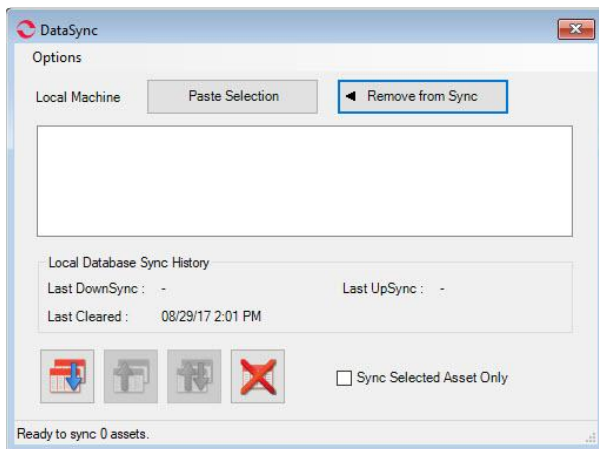 DataSync
Options
Local Machine Paste Selection Remove from Sync
Local Database Sync History
Last DownSync : - Last UpSync : -
Last Cleared : 08/29/17 2:01 PM
Sync Selected Asset Only
Ready to sync 0 assets.